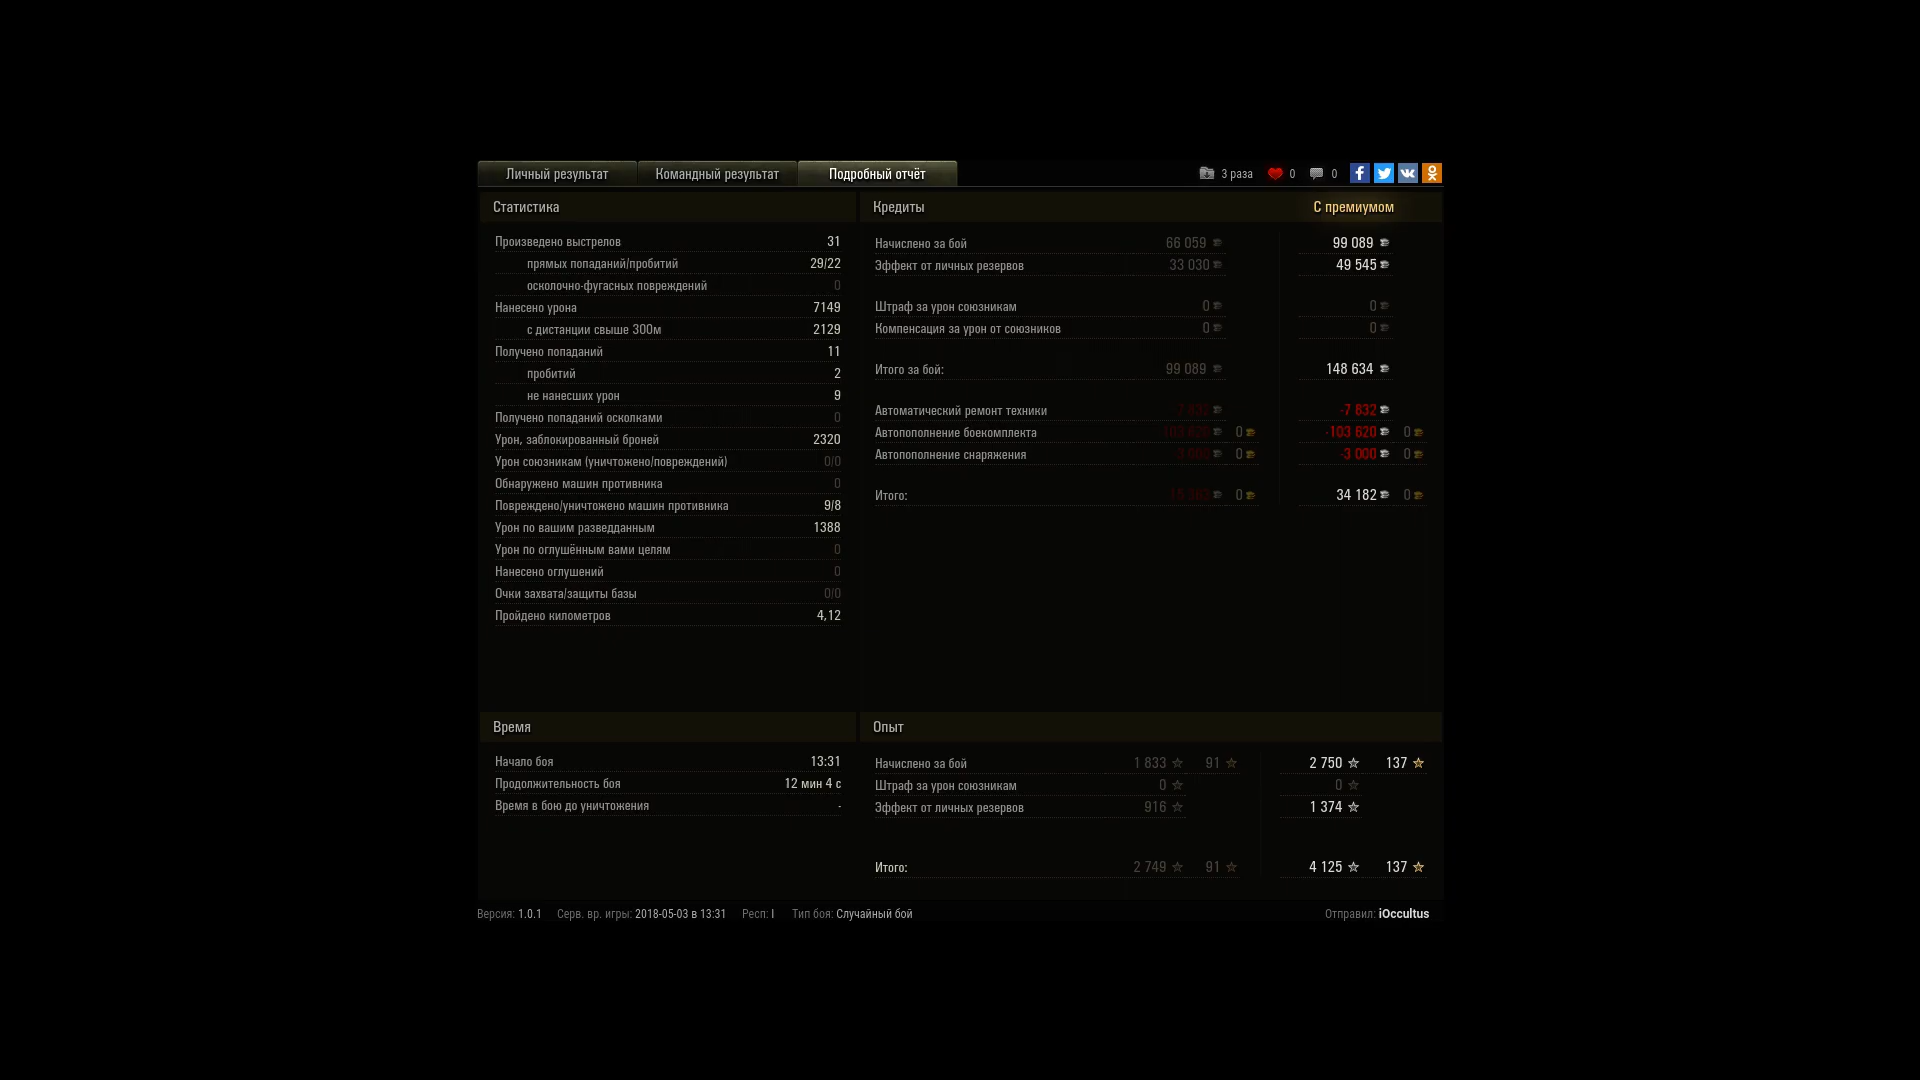 Личный результат Командный результат Подробный отчёт 3 раза 0 0
Статистика
Произведено выстрелов 31
прямых попаданий/пробитий 29/22
осколочно-фугасных повреждений 0
Нанесено урона 7149
с дистанции свыше 300м 2129
Получено попаданий 11
пробитий 2
не нанесших урон 9
Получено попаданий осколками 0
Урон, заблокированный броней 2320
Урон союзникам (уничтожено/повреждений) 0/0
Обнаружено машин противника 0
Повреждено/уничтожено машин противника 9/8
Урон по вашим разведданным 1388
Урон по оглушённым вами целям 0
Нанесено оглушений 0
Очки захвата/защиты базы 0/0
Пройдено километров 4,12
Кредиты С премиумом
Начислено за бой 66 059 99 089
Эффект от личных резервов 33 030 49 545
Штраф за урон союзникам 0 0
Компенсация за урон от союзников 0 0
Итого за бой: 99 089 148 634
Автоматический ремонт техники -7 832
Автопополнение боекомплекта 0 -103 620 0
Автопополнение снаряжения 0 -3 000 0
Итого: 0 34 182 0
Время
Начало боя 13:31
Продолжительность боя 12 мин 4 с
Время в бою до уничтожения -
Опыт
Начислено за бой 1 833 91 2 750 137
Штраф за урон союзникам 0 0
Эффект от личных резервов 916 1 374
Итого: 2 749 91 4 125 137
Версия: 1.0.1 Серв. вр. игры: 2018-05-03 в 13:31 Респ: I Тип боя: Случайный бой Отправил: iOccultus